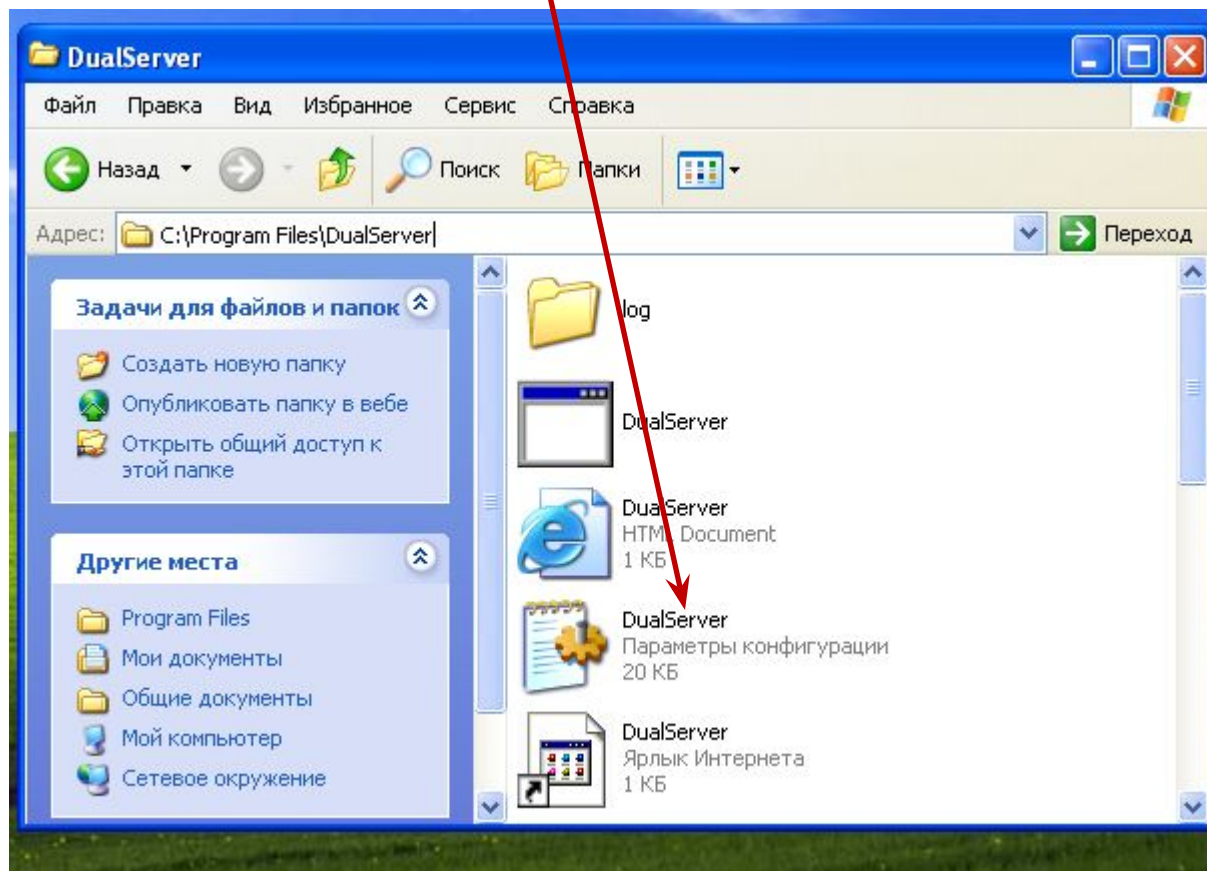 DualServer
Файл Правка Вид Избранное Сервис Справка
Назад Поиск Папки
Адрес: C:\Program Files\DualServer Переход
Задачи для файлов и папок
Создать новую папку
Опубликовать папку в вебе
Открыть общий доступ к
этой папке
Другие места
Program Files
Мои документы
Общие документы
Мой компьютер
Сетевое окружение
log
DualServer
DualServer
HTML Document
1 КБ
DualServer
Параметры конфигурации
20 КБ
DualServer
Ярлык Интернета
1 КБ